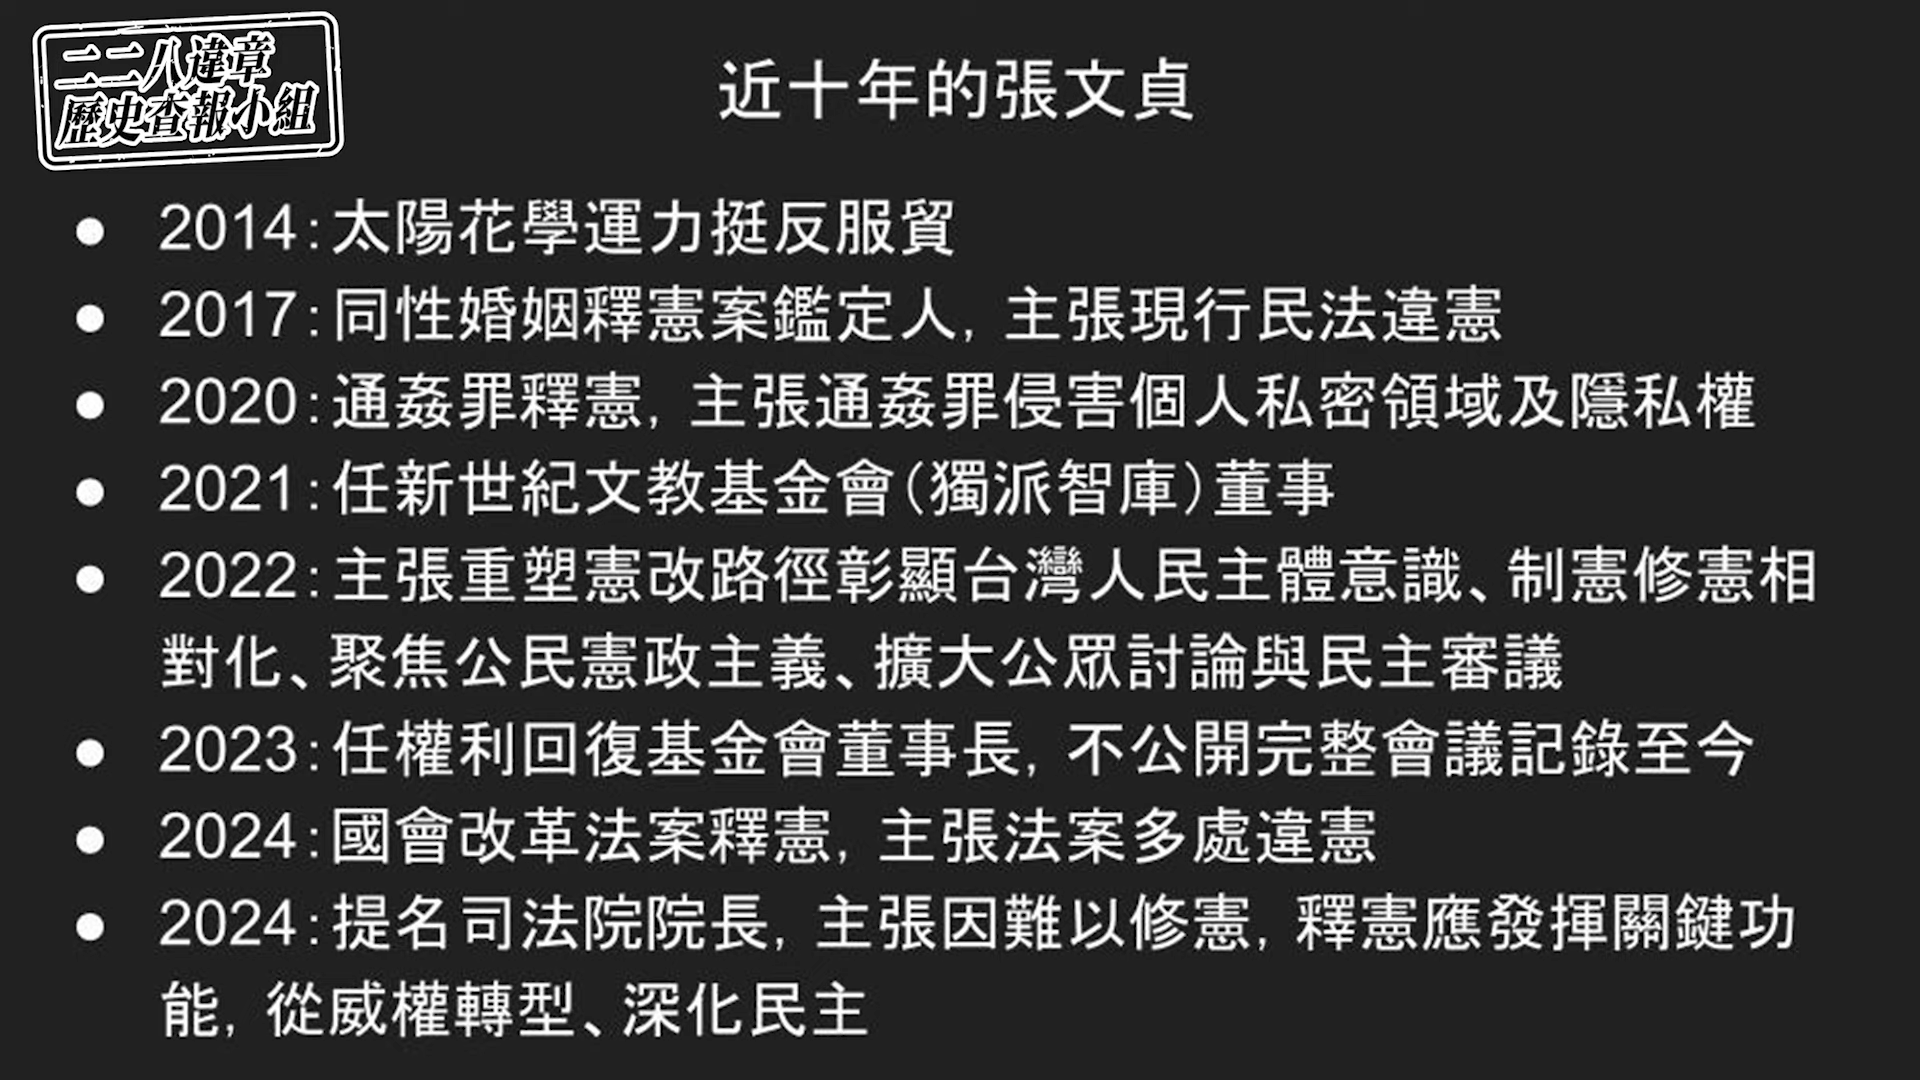 二二八違章
歷史查報小組
近十年的張文貞
● 2014：太陽花學運力挺反服貿
● 2017：同性婚姻釋憲案鑑定人，主張現行民法違憲
● 2020：通姦罪釋憲，主張通姦罪侵害個人私密領域及隱私權
● 2021：任新世紀文教基金會（獨派智庫）董事
● 2022：主張重塑憲改路徑彰顯台灣人民主體意識、制憲修憲相
對化、聚焦公民憲政主義、擴大公眾討論與民主審議
● 2023：任權利回復基金會董事長，不公開完整會議記錄至今
● 2024：國會改革法案釋憲，主張法案多處違憲
● 2024：提名司法院院長，主張因難以修憲，釋憲應發揮關鍵功
能，從威權轉型、深化民主